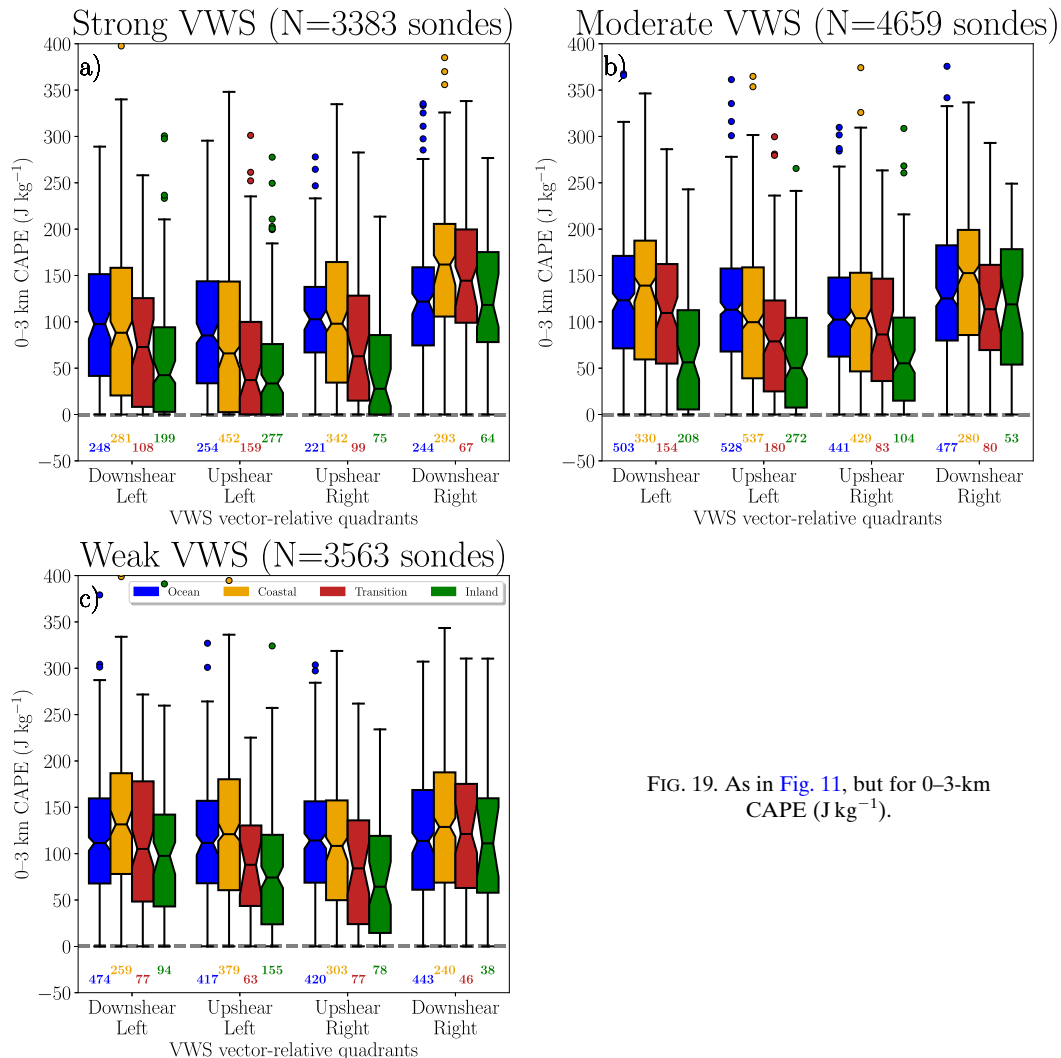 Strong VWS (N=3383 sondes)
a)
400
350
300
250
200
150
100
50
0
−50
0–3 km CAPE (J kg⁻¹)
248 281 108 199 254 452 159 277 221 342 99 75 244 293 67 64
Downshear Upshear Upshear Downshear
Left Left Right Right
VWS vector-relative quadrants
Moderate VWS (N=4659 sondes)
b)
400
350
300
250
200
150
100
50
0
−50
0–3 km CAPE (J kg⁻¹)
503 330 154 208 528 537 180 272 441 429 83 104 477 280 80 53
Downshear Upshear Upshear Downshear
Left Left Right Right
VWS vector-relative quadrants
Weak VWS (N=3563 sondes)
c)
Ocean Coastal Transition Inland
400
350
300
250
200
150
100
50
0
−50
0–3 km CAPE (J kg⁻¹)
474 259 77 94 417 379 63 155 420 303 77 78 443 240 46 38
Downshear Upshear Upshear Downshear
Left Left Right Right
VWS vector-relative quadrants
FIG. 19. As in Fig. 11, but for 0–3-km
CAPE (J kg⁻¹).